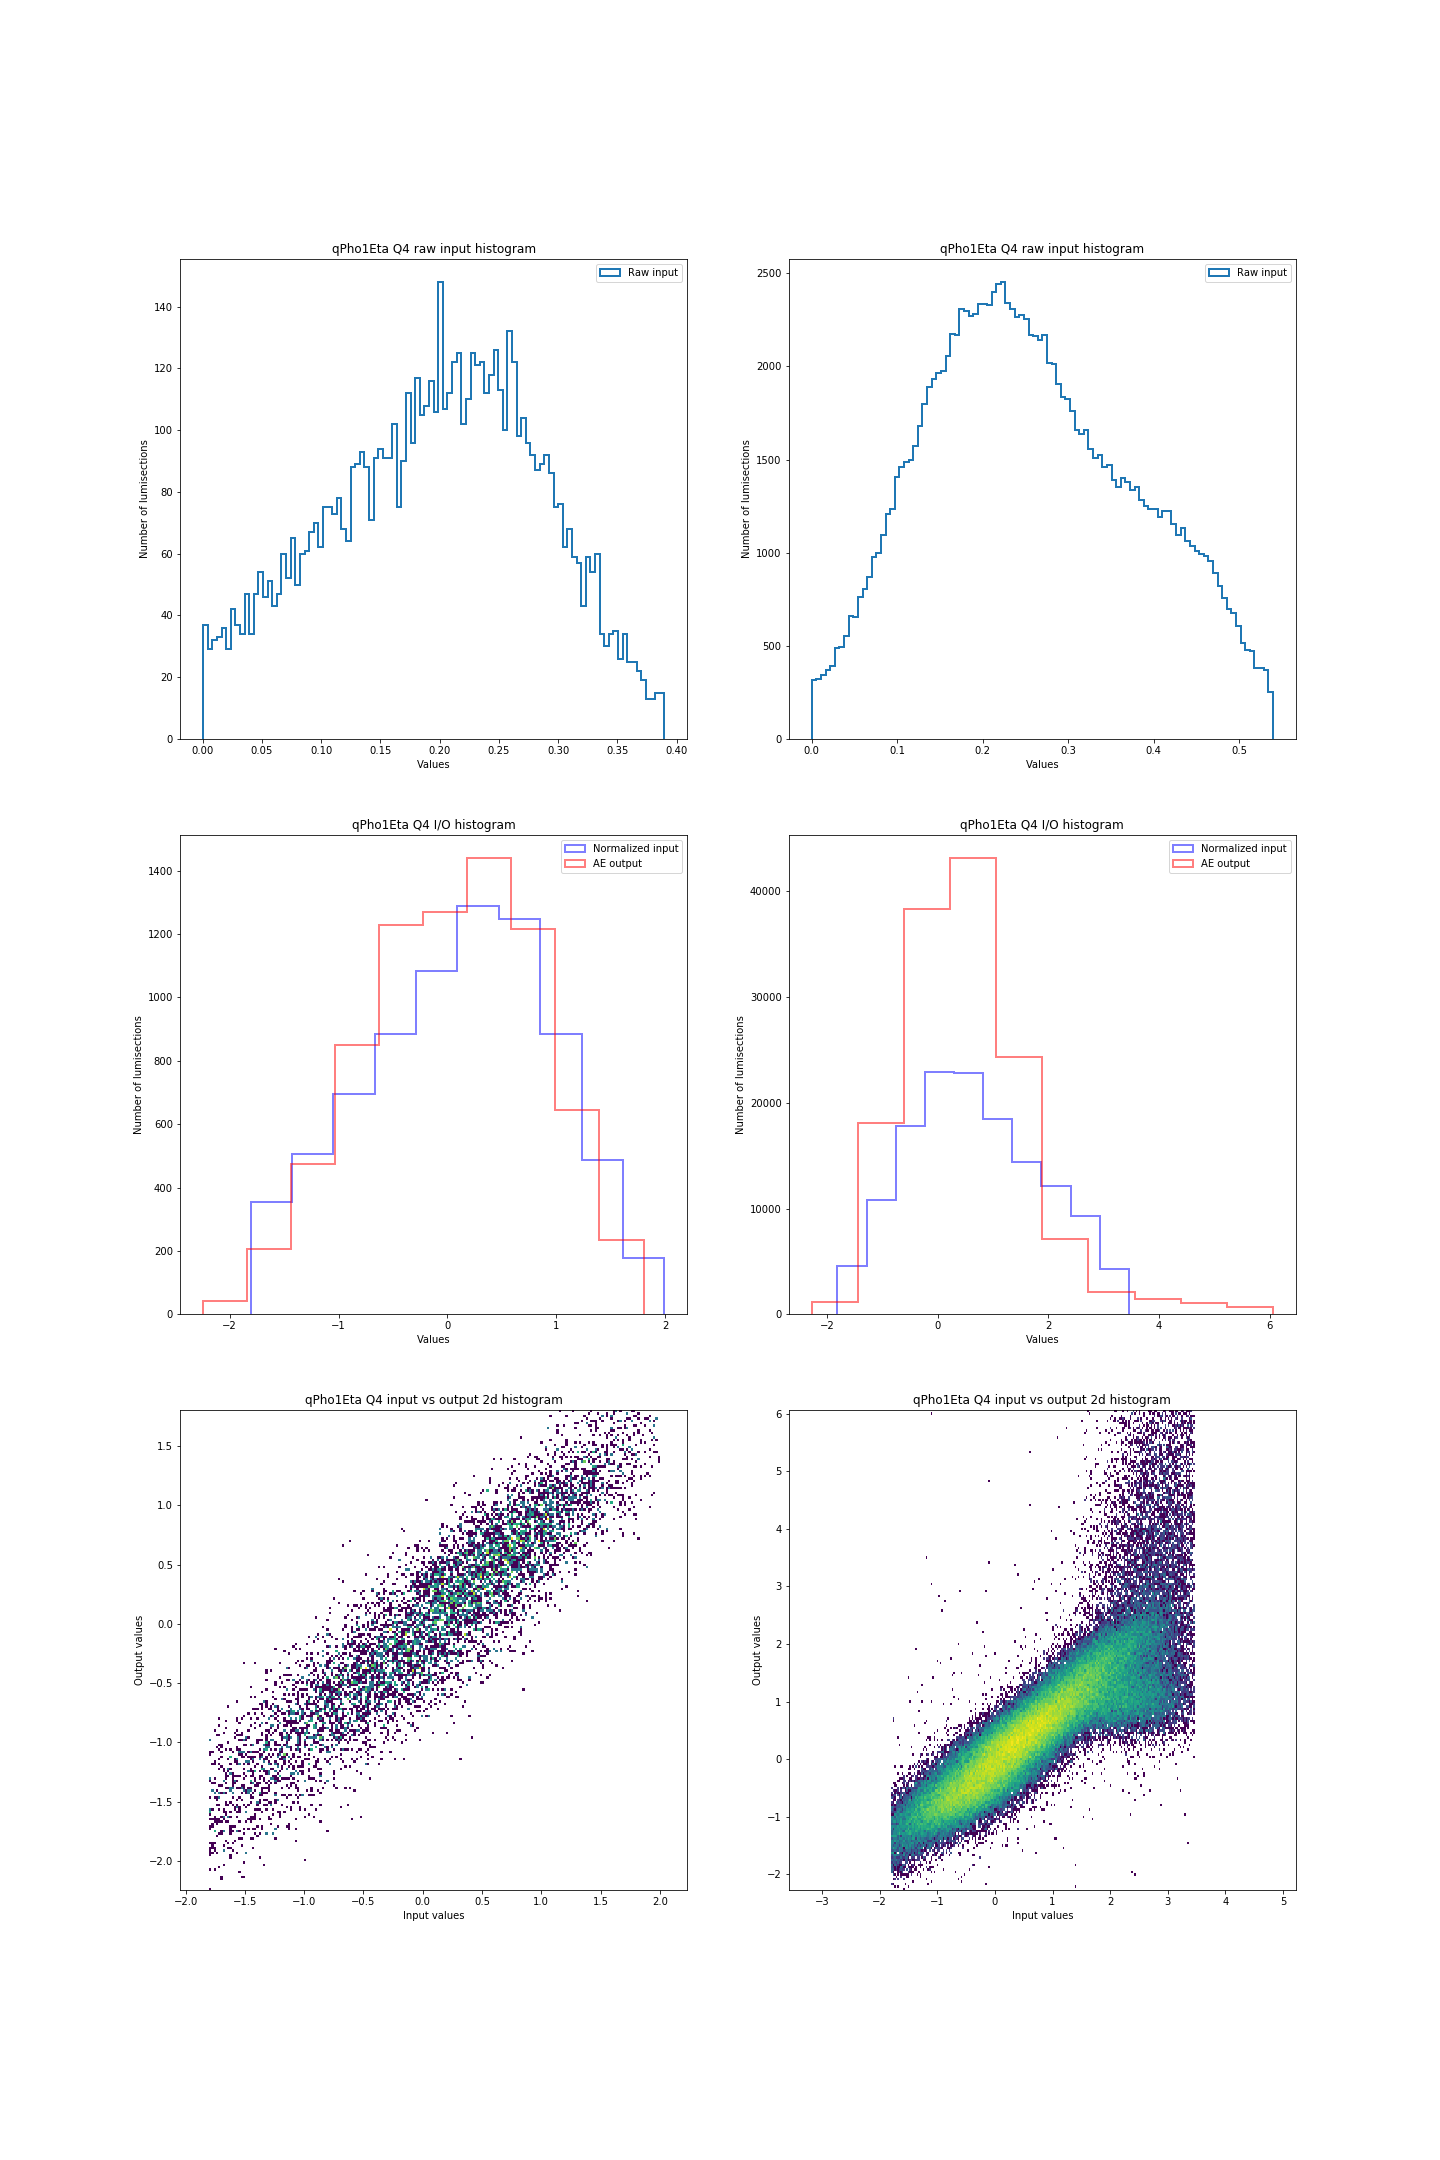 qPho1Eta Q4 raw input histogram
Raw input
140
120
100
80
60
40
20
0
Number of lumisections
0.00 0.05 0.10 0.15 0.20 0.25 0.30 0.35 0.40
Values
qPho1Eta Q4 raw input histogram
Raw input
2500
2000
1500
1000
500
0
Number of lumisections
0.0 0.1 0.2 0.3 0.4 0.5
Values
qPho1Eta Q4 I/O histogram
Normalized input
AE output
1400
1200
1000
800
600
400
200
0
Number of lumisections
−2 −1 0 1 2
Values
qPho1Eta Q4 I/O histogram
Normalized input
AE output
40000
30000
20000
10000
0
Number of lumisections
−2 0 2 4 6
Values
qPho1Eta Q4 input vs output 2d histogram
1.5
1.0
0.5
0.0
−0.5
−1.0
−1.5
−2.0
Output values
−2.0 −1.5 −1.0 −0.5 0.0 0.5 1.0 1.5 2.0
Input values
qPho1Eta Q4 input vs output 2d histogram
6
5
4
3
2
1
0
−1
−2
Output values
−3 −2 −1 0 1 2 3 4 5
Input values